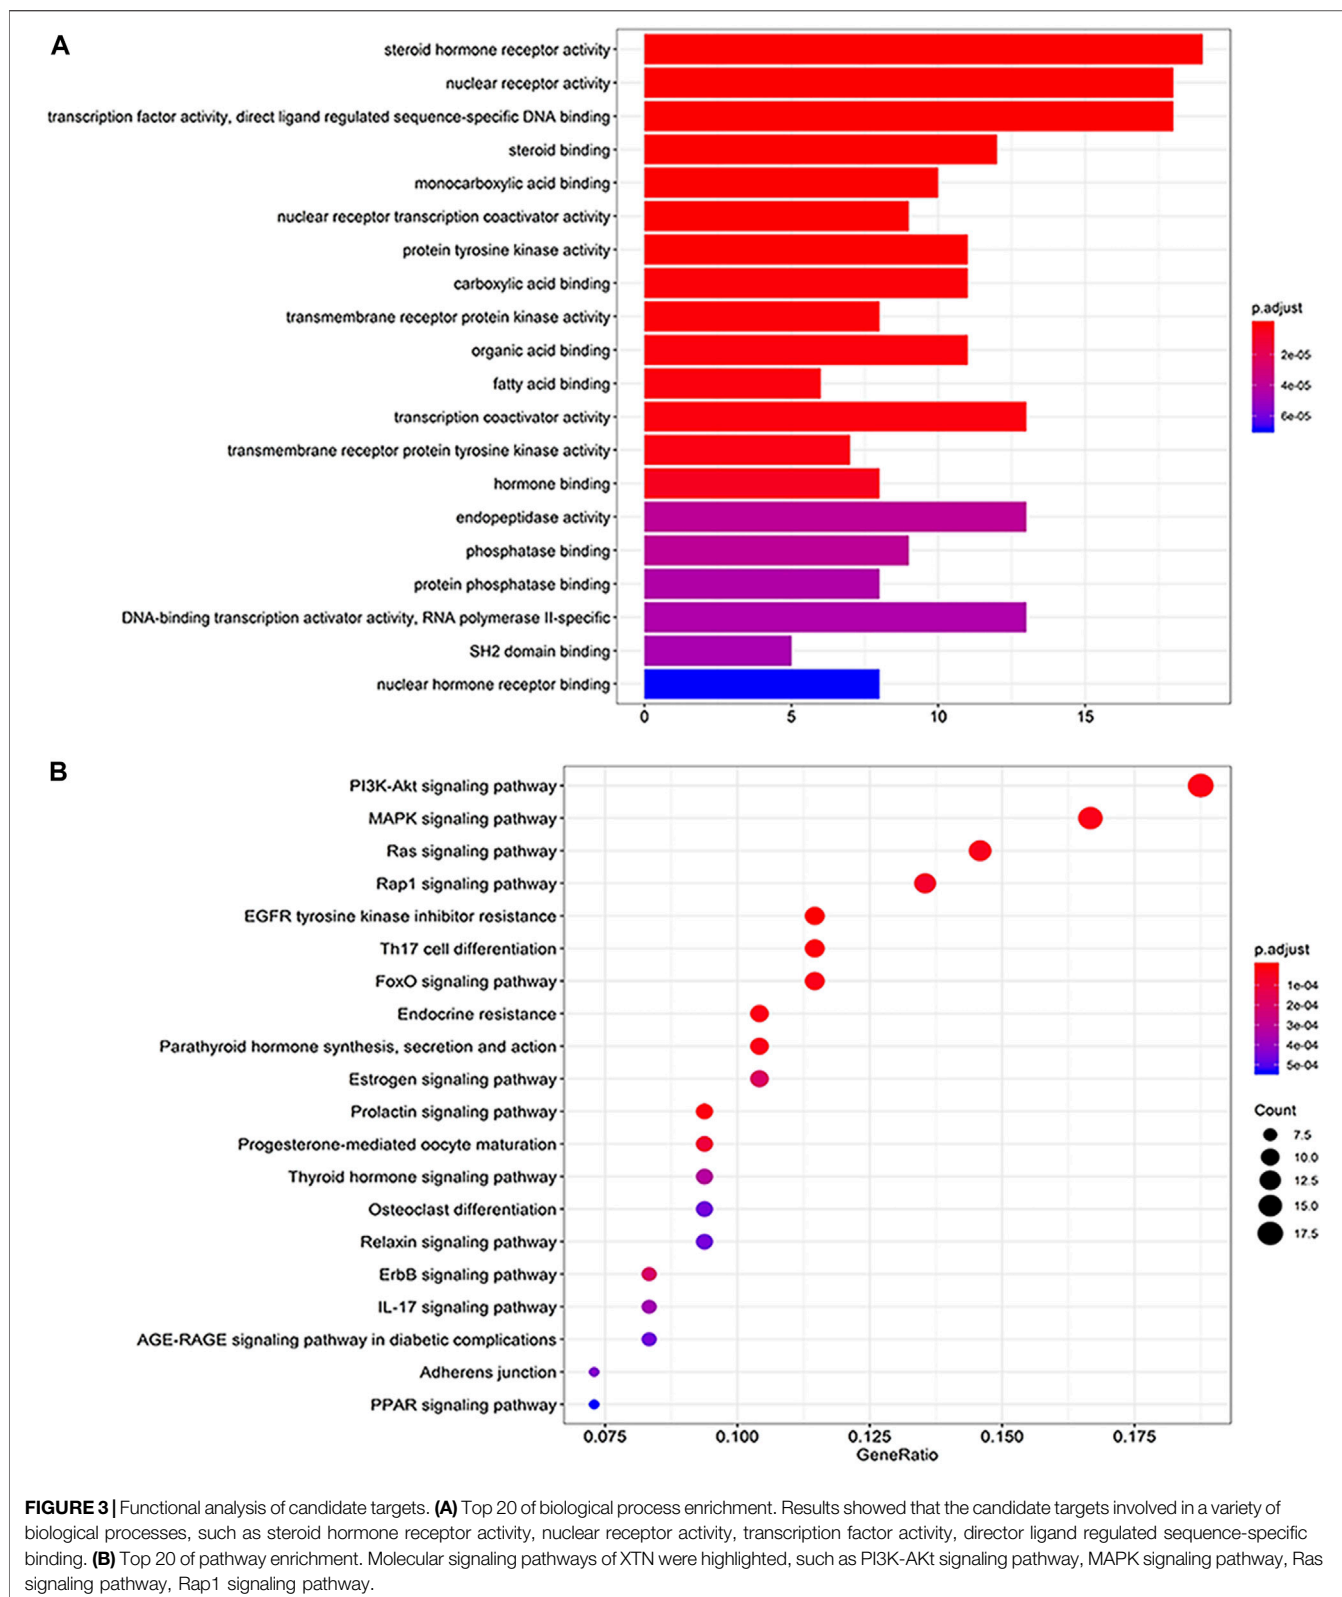 A
steroid hormone receptor activity
nuclear receptor activity
transcription factor activity, direct ligand regulated sequence-specific DNA binding
steroid binding
monocarboxylic acid binding
nuclear receptor transcription coactivator activity
protein tyrosine kinase activity
carboxylic acid binding
transmembrane receptor protein kinase activity
organic acid binding
fatty acid binding
transcription coactivator activity
transmembrane receptor protein tyrosine kinase activity
hormone binding
endopeptidase activity
phosphatase binding
protein phosphatase binding
DNA-binding transcription activator activity, RNA polymerase II-specific
SH2 domain binding
nuclear hormone receptor binding
0 5 10 15
p.adjust
2e-05
4e-05
6e-05
B
PI3K-Akt signaling pathway
MAPK signaling pathway
Ras signaling pathway
Rap1 signaling pathway
EGFR tyrosine kinase inhibitor resistance
Th17 cell differentiation
FoxO signaling pathway
Endocrine resistance
Parathyroid hormone synthesis, secretion and action
Estrogen signaling pathway
Prolactin signaling pathway
Progesterone-mediated oocyte maturation
Thyroid hormone signaling pathway
Osteoclast differentiation
Relaxin signaling pathway
ErbB signaling pathway
IL-17 signaling pathway
AGE-RAGE signaling pathway in diabetic complications
Adherens junction
PPAR signaling pathway
0.075 0.100 0.125 0.150 0.175
GeneRatio
p.adjust
1e-04
2e-04
3e-04
4e-04
5e-04
Count
7.5
10.0
12.5
15.0
17.5
FIGURE 3 | Functional analysis of candidate targets. (A) Top 20 of biological process enrichment. Results showed that the candidate targets involved in a variety of
biological processes, such as steroid hormone receptor activity, nuclear receptor activity, transcription factor activity, director ligand regulated sequence-specific
binding. (B) Top 20 of pathway enrichment. Molecular signaling pathways of XTN were highlighted, such as PI3K-AKt signaling pathway, MAPK signaling pathway, Ras
signaling pathway, Rap1 signaling pathway.